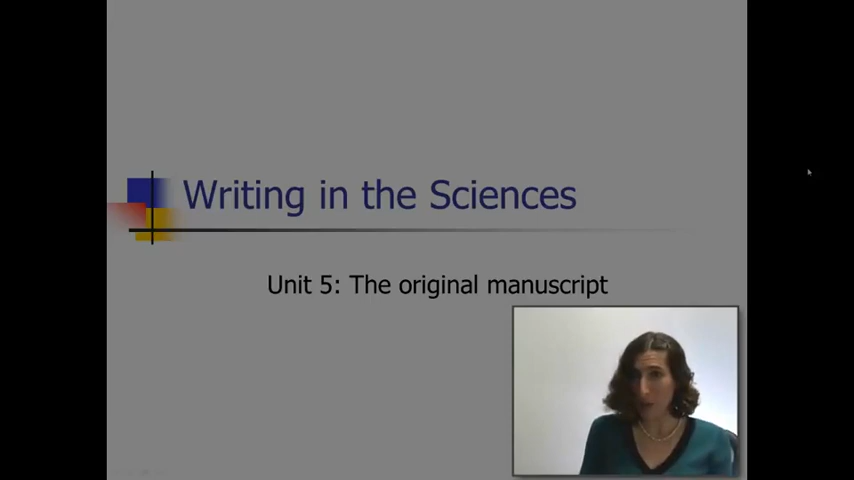 Writing in the Sciences
Unit 5: The original manuscript